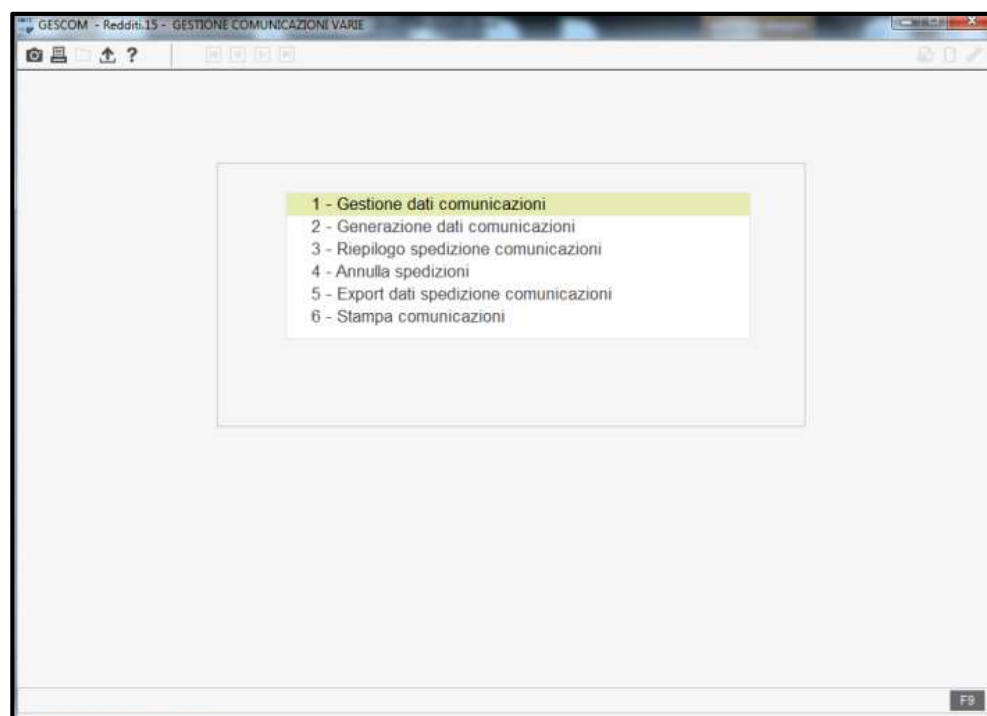 GESCOM - Redditi.15 - GESTIONE COMUNICAZIONI VARIE
?
1 - Gestione dati comunicazioni
2 - Generazione dati comunicazioni
3 - Riepilogo spedizione comunicazioni
4 - Annulla spedizioni
5 - Export dati spedizione comunicazioni
6 - Stampa comunicazioni
F9